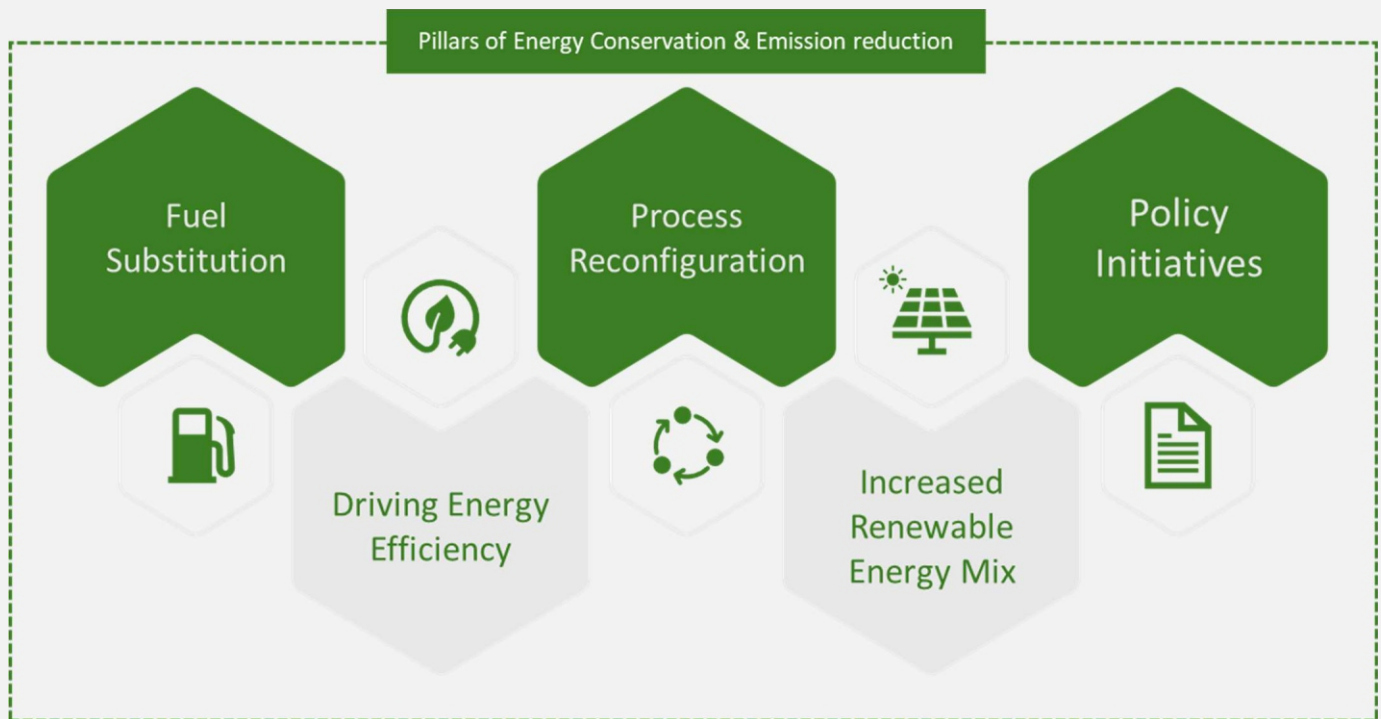 Pillars of Energy Conservation & Emission reduction
Fuel
Substitution
Driving Energy
Efficiency
Process
Reconfiguration
Increased
Renewable
Energy Mix
Policy
Initiatives